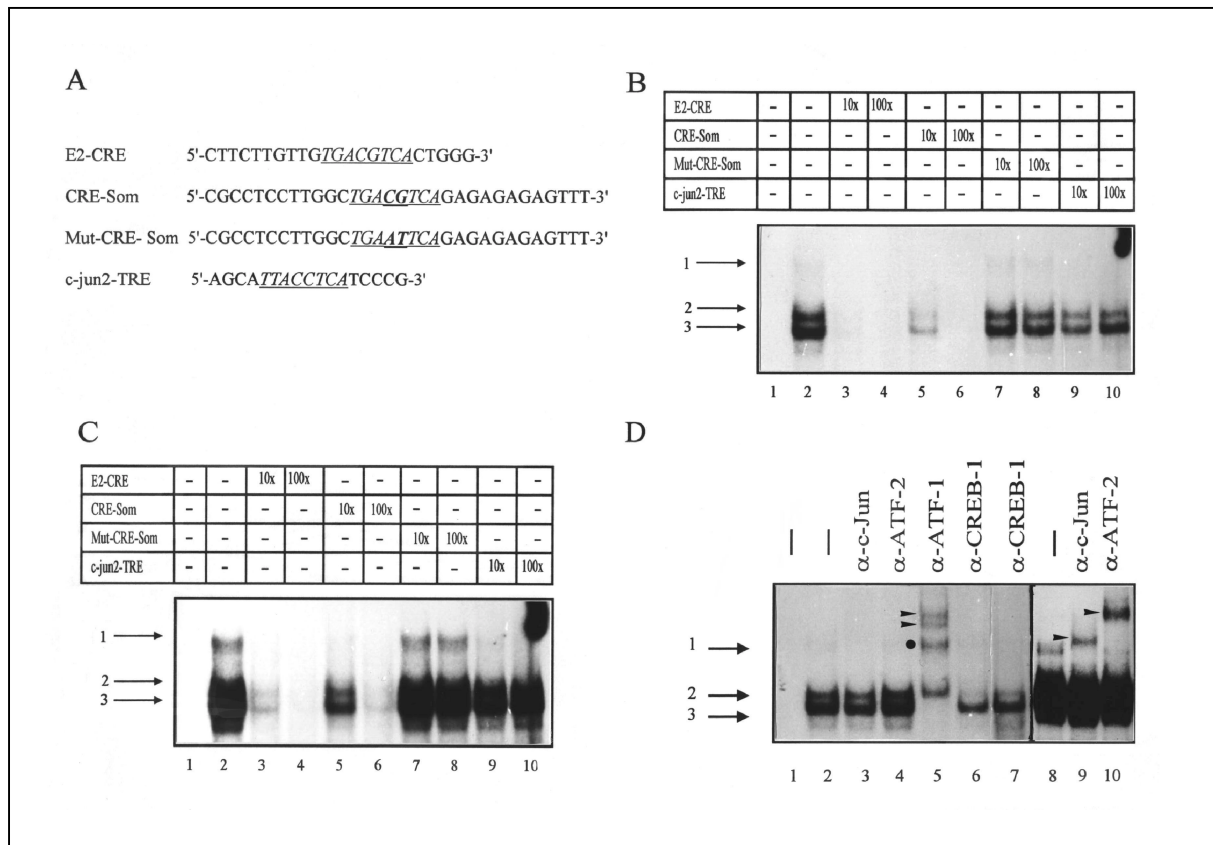 A
E2-CRE 5'-CTTCTTGTTGTGACGTCACTGGG-3'
CRE-Som 5'-CGCCTCCTTGGCTGACGTCAGAGAGAGAGTTT-3'
Mut-CRE- Som 5'-CGCCTCCTTGGCTGAATTCAGAGAGAGAGTTT-3'
c-jun2-TRE 5'-AGCATTACCTCATCCCG-3'
B
E2-CRE – – 10x 100x – – – – – –
CRE-Som – – – – 10x 100x – – – –
Mut-CRE-Som – – – – – – 10x 100x – –
c-jun2-TRE – – – – – – – – 10x 100x
1
2
3
1 2 3 4 5 6 7 8 9 10
C
E2-CRE – – 10x 100x – – – – – –
CRE-Som – – – – 10x 100x – – – –
Mut-CRE-Som – – – – – – 10x 100x – –
c-jun2-TRE – – – – – – – – 10x 100x
1
2
3
1 2 3 4 5 6 7 8 9 10
D
– – α-c-Jun α-ATF-2 α-ATF-1 α-CREB-1 α-CREB-1 – α-c-Jun α-ATF-2
1
2
3
1 2 3 4 5 6 7 8 9 10